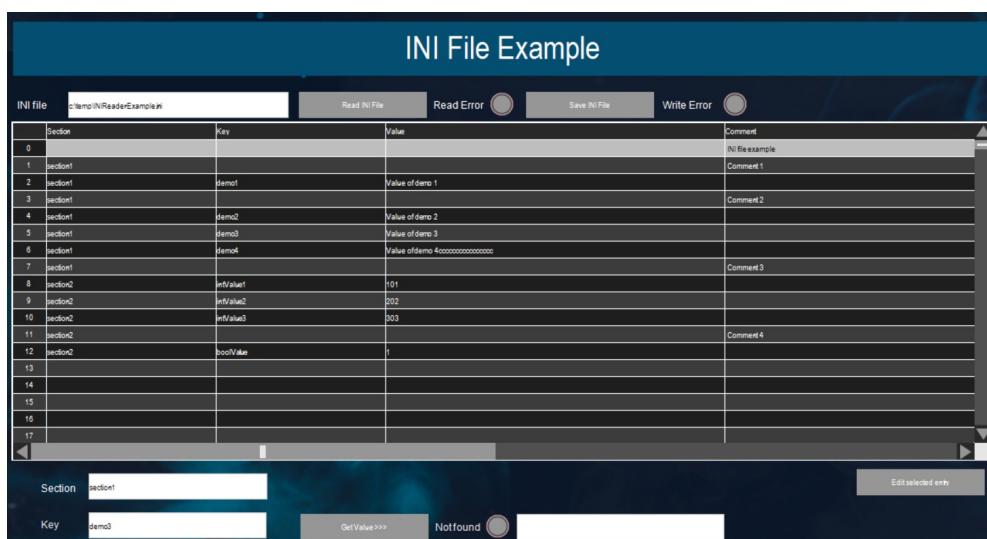 INI File Example
INI file c:\temp\INIReaderExample.ini Read INI File Read Error Save INI File Write Error
Section Key Value Comment
0 INI file example
1 section1 Comment 1
2 section1 demo1 Value of demo 1
3 section1 Comment 2
4 section1 demo2 Value of demo 2
5 section1 demo3 Value of demo 3
6 section1 demo4
7 section1 Comment 3
8 section2 intValue1 101
9 section2 intValue2 202
10 section2 intValue3 303
11 section2 Comment 4
12 section2 boolValue 1
13
14
15
16
17
Section section1 Edit selected entry
Key demo3 Get Value >>> Not found